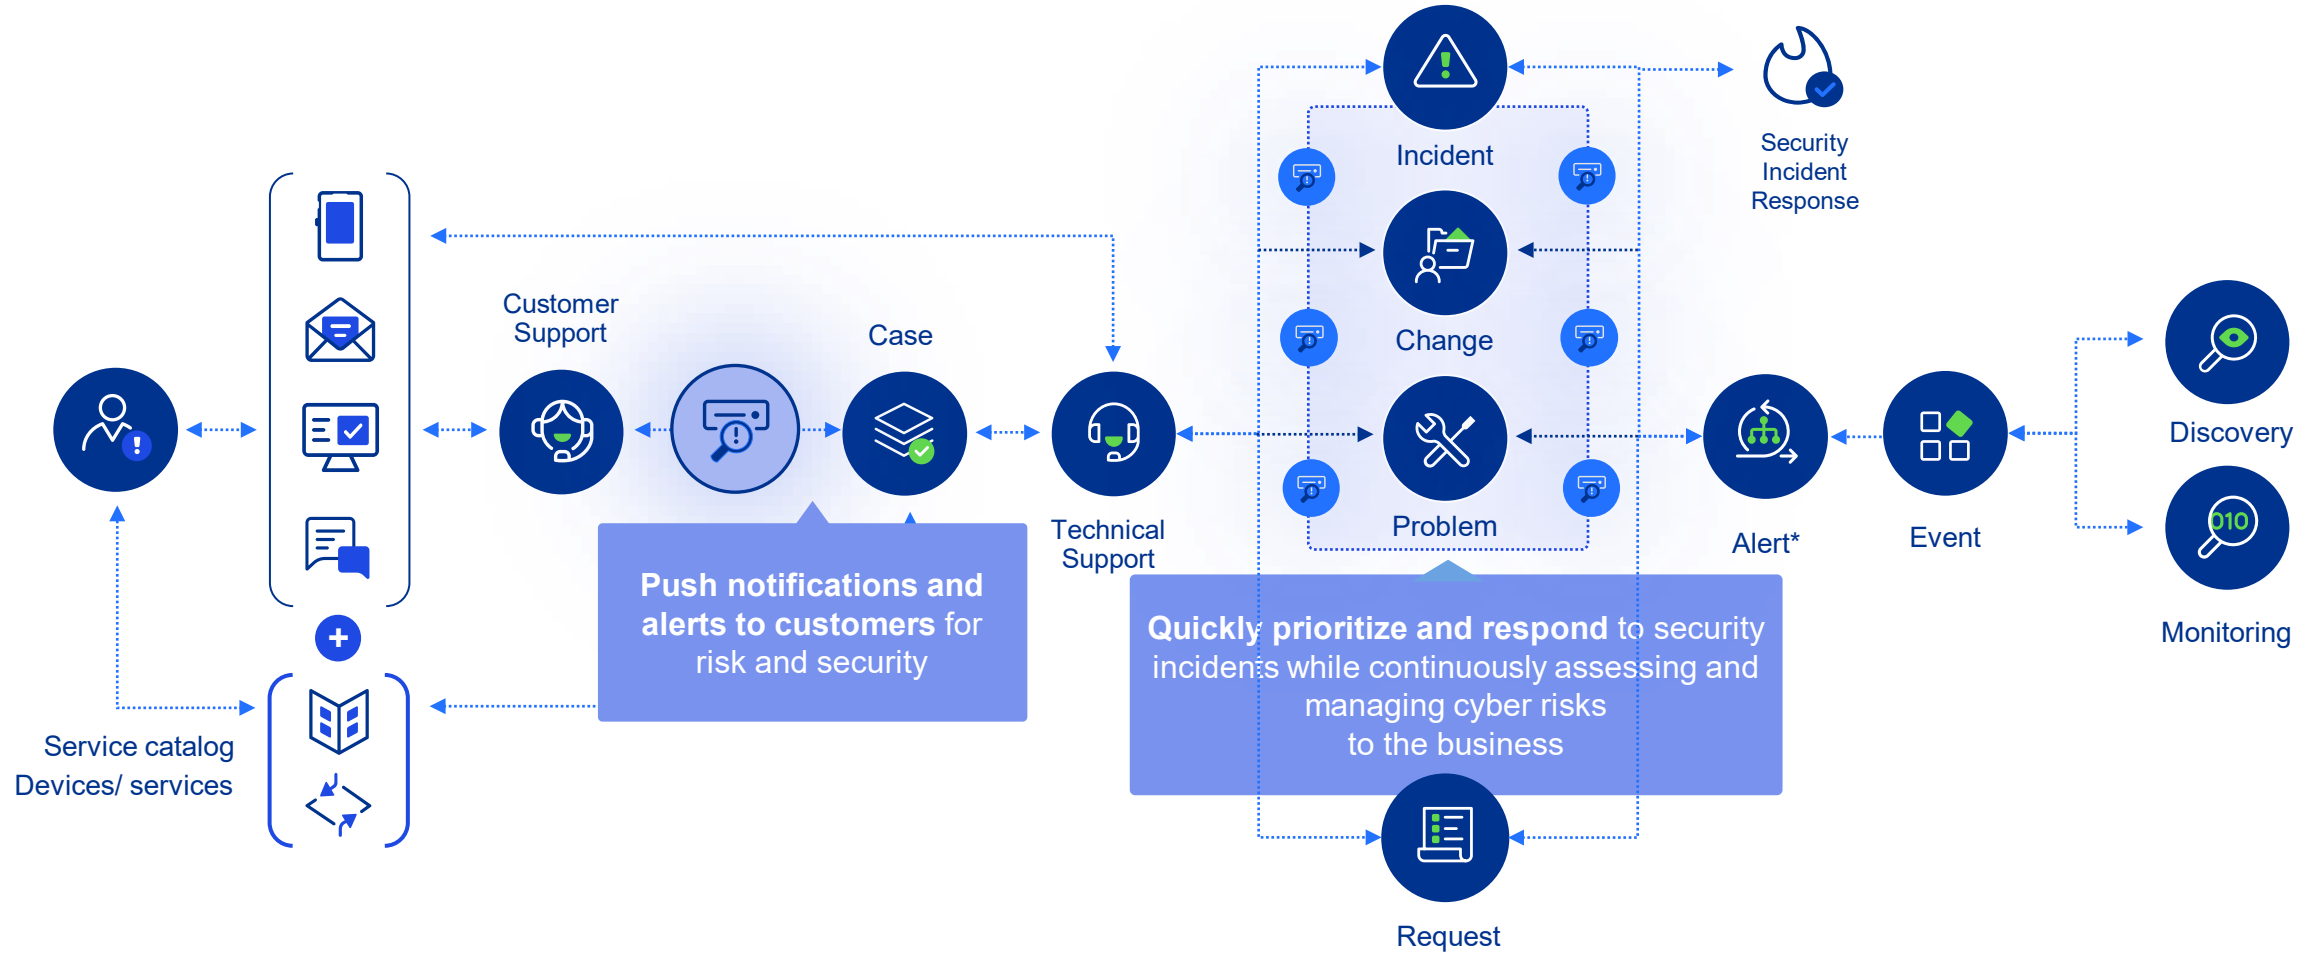 Incident
Security
Incident
Response
Change
Customer
Support
Case
Discovery
Problem
Technical
Support
Alert*
Event
010
Monitoring
Push notifications and
alerts to customers for
risk and security
Quickly prioritize and respond to security
incidents while continuously assessing and
managing cyber risks
to the business
Service catalog
Devices/ services
Request